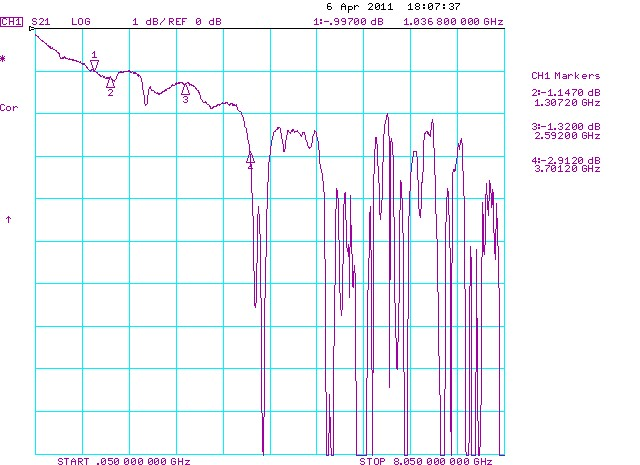 6 Apr 2011 18:07:37
CH1 S21 LOG 1 dB/REF 0 dB 1:-.99700 dB 1.036 800 000 GHz
1
2
3
4
*
Cor
↑
CH1 Markers
2:-1.1470 dB
1.30720 GHz
3:-1.3200 dB
2.59200 GHz
4:-2.9120 dB
3.70120 GHz
START .050 000 000 GHz STOP 8.050 000 000 GHz